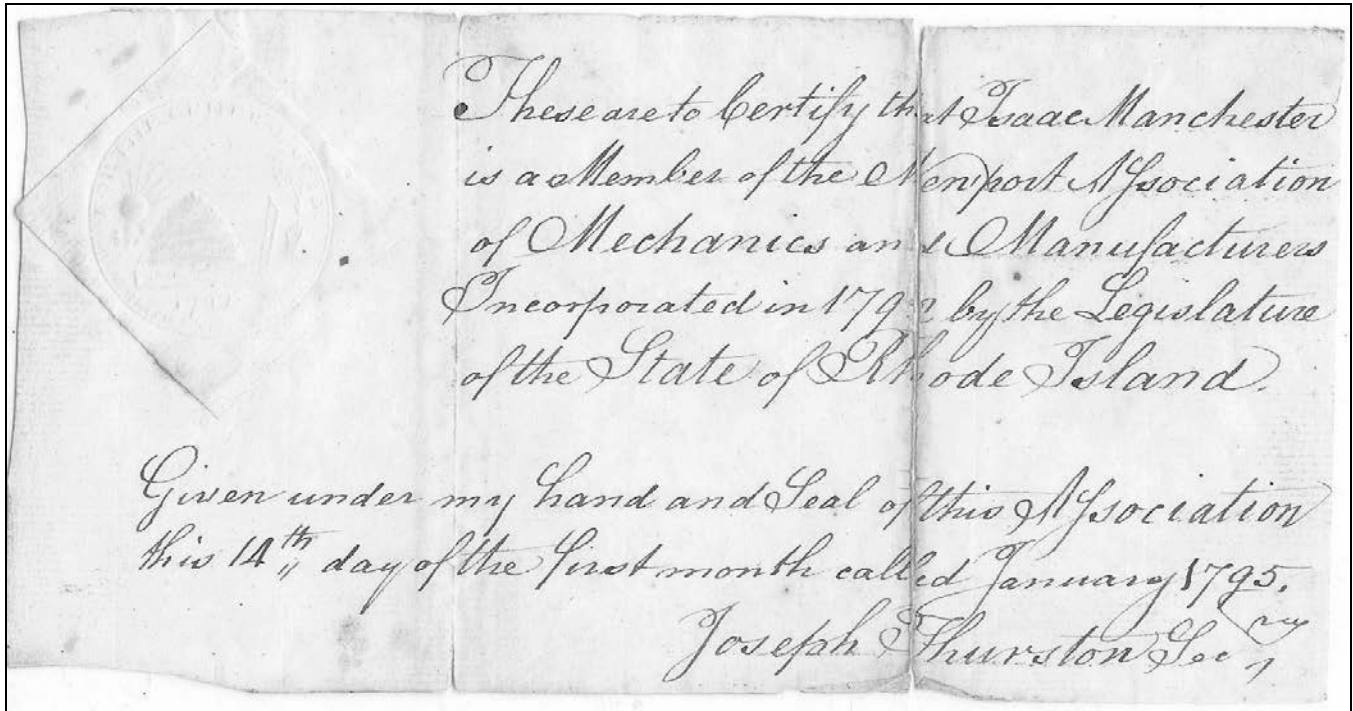 These are to Certify that Isaac Manchester
is a Member of the Newport Association
of Mechanics and Manufacturers
Incorporated in 1792 by the Legislature
of the State of Rhode Island.
Given under my hand and Seal of this Association
this 14th day of the first month called January 1795.
Joseph Thurston Secry